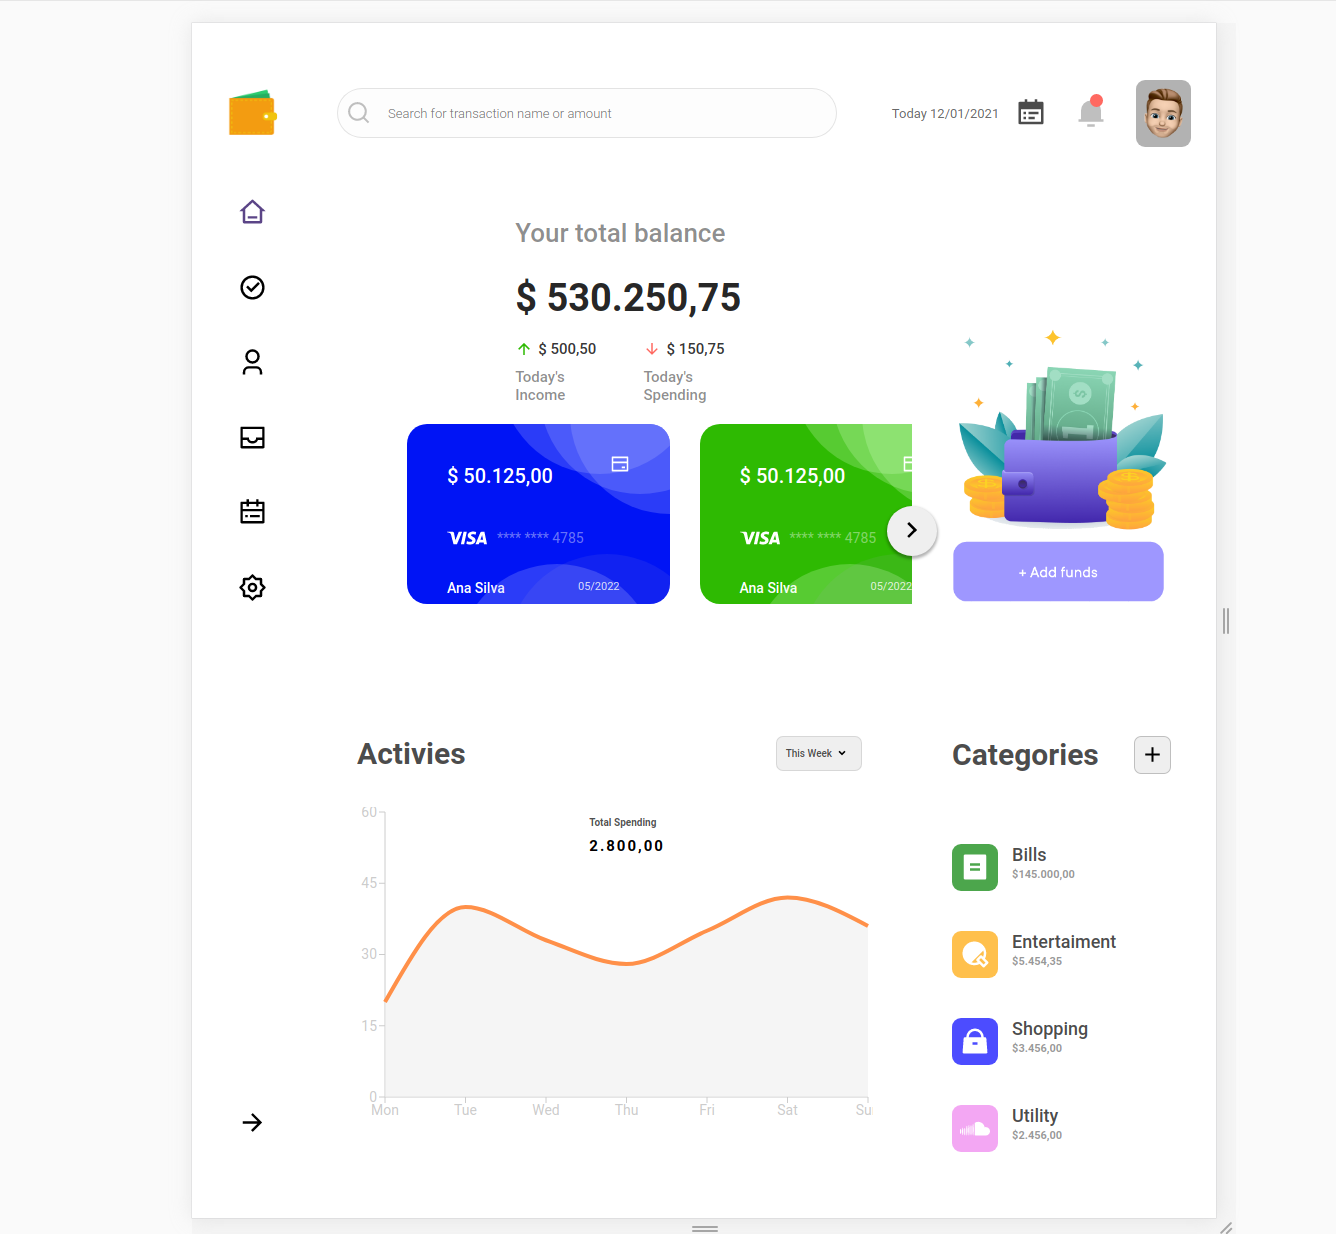 Search for transaction name or amount
Today 12/01/2021
Your total balance
$ 530.250,75
$ 500,50
$ 150,75
Today's
Income
Today's
Spending
$ 50.125,00
VISA **** **** 4785
Ana Silva 05/2022
$ 50.125,00
VISA **** **** 4785
Ana Silva 05/2022
+ Add funds
Activies
This Week
Total Spending
2.800,00
60
45
30
15
0
Mon Tue Wed Thu Fri Sat Su
Categories
Bills
$145.000,00
Entertaiment
$5.454,35
Shopping
$3.456,00
Utility
$2.456,00